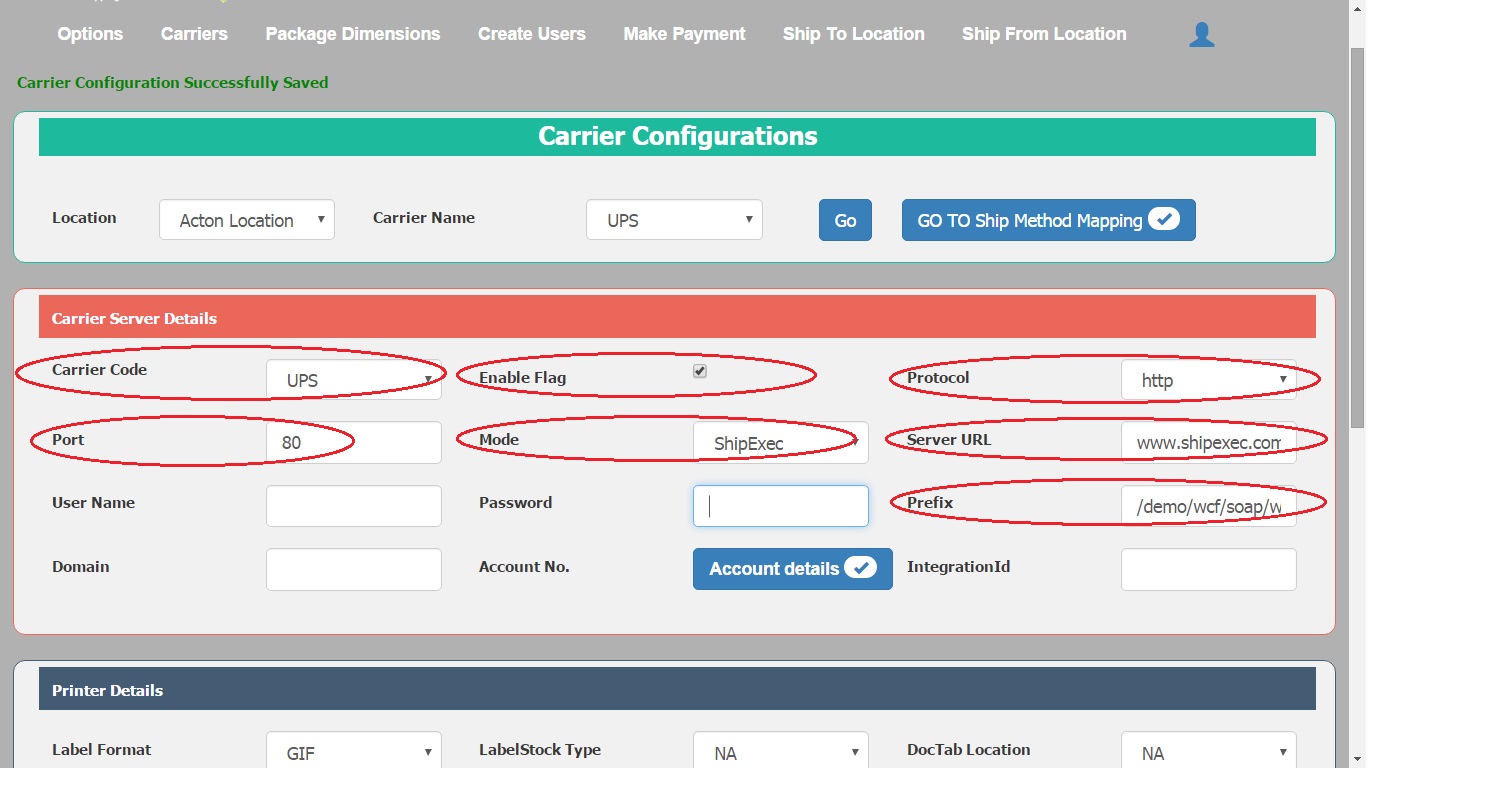 Options Carriers Package Dimensions Create Users Make Payment Ship To Location Ship From Location
Carrier Configuration Successfully Saved
Carrier Configurations
Location Acton Location Carrier Name UPS Go GO TO Ship Method Mapping
Carrier Server Details
Carrier Code UPS Enable Flag Protocol http
Port 80 Mode ShipExec Server URL www.shipexec.com
User Name Password Prefix /demo/wcf/soap/w
Domain Account No. Account details IntegrationId
Printer Details
Label Format GIF LabelStock Type NA DocTab Location NA